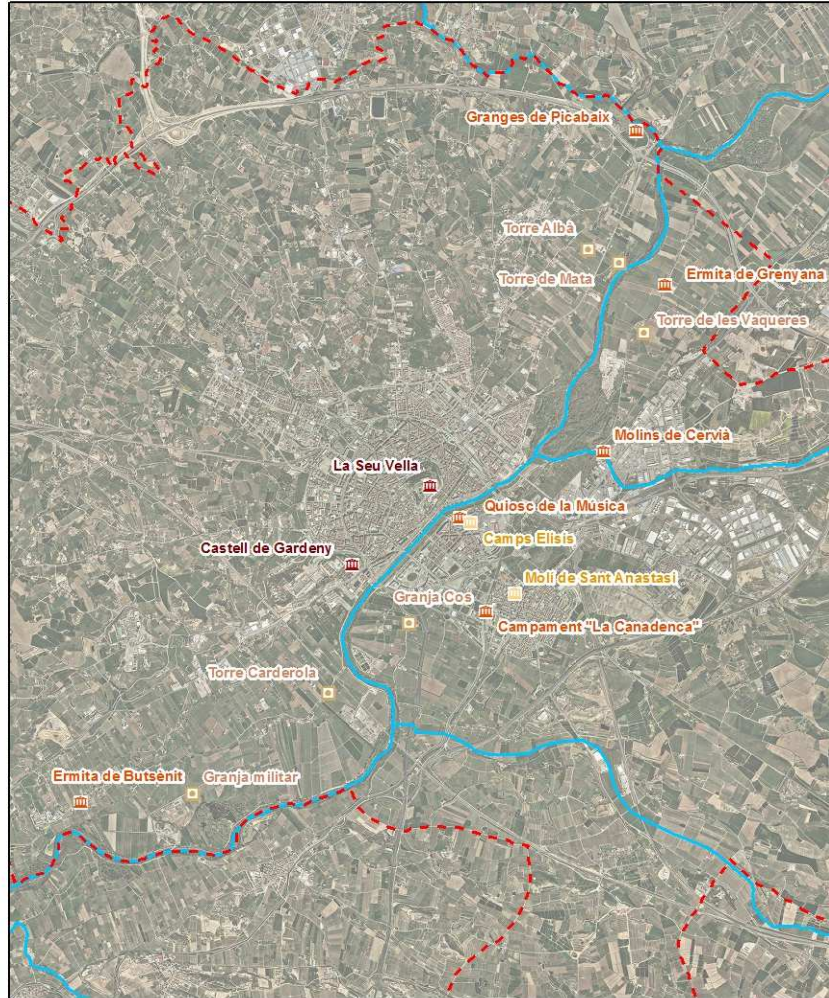 Granges de Picabaix
Torre Albà
Torre de Mata
Ermita de Grenyana
Torre de les Vaqueres
Molins de Cervià
La Seu Vella
Quiosc de la Música
Camps Elisis
Castell de Gardeny
Molí de Sant Anastasi
Granja Cos
Campament "La Canadenca"
Torre Carderola
Ermita de Butsènit
Granja militar